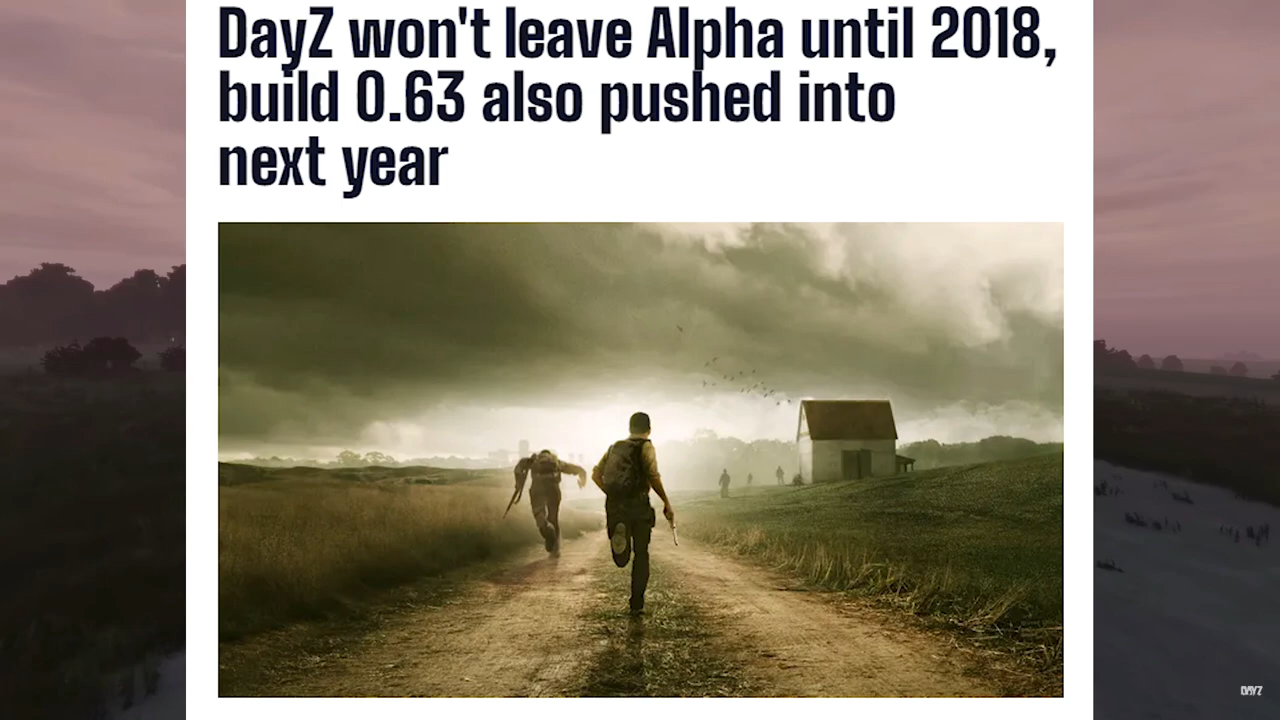 DayZ won't leave Alpha until 2018,
build 0.63 also pushed into
next year
DAYZ